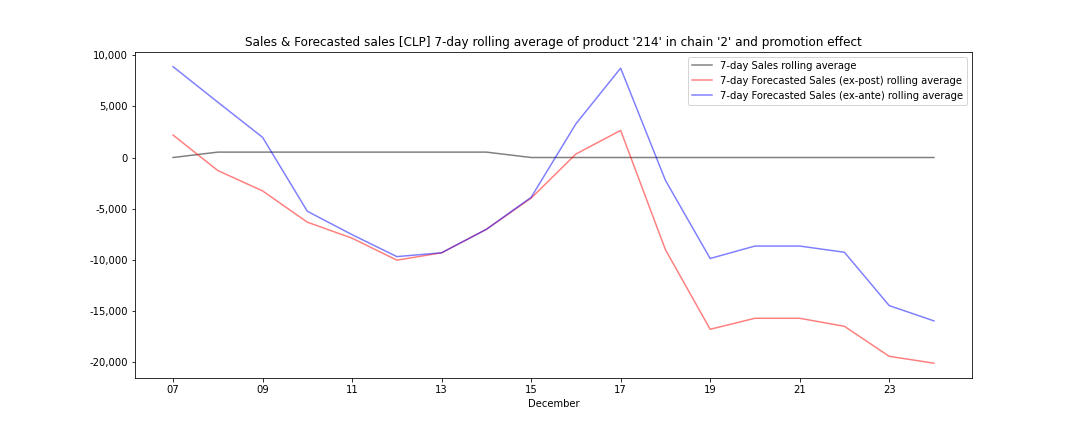 Sales & Forecasted sales [CLP] 7-day rolling average of product '214' in chain '2' and promotion effect
7-day Sales rolling average
7-day Forecasted Sales (ex-post) rolling average
7-day Forecasted Sales (ex-ante) rolling average
10,000
5,000
0
-5,000
-10,000
-15,000
-20,000
07 09 11 13 15 17 19 21 23
December